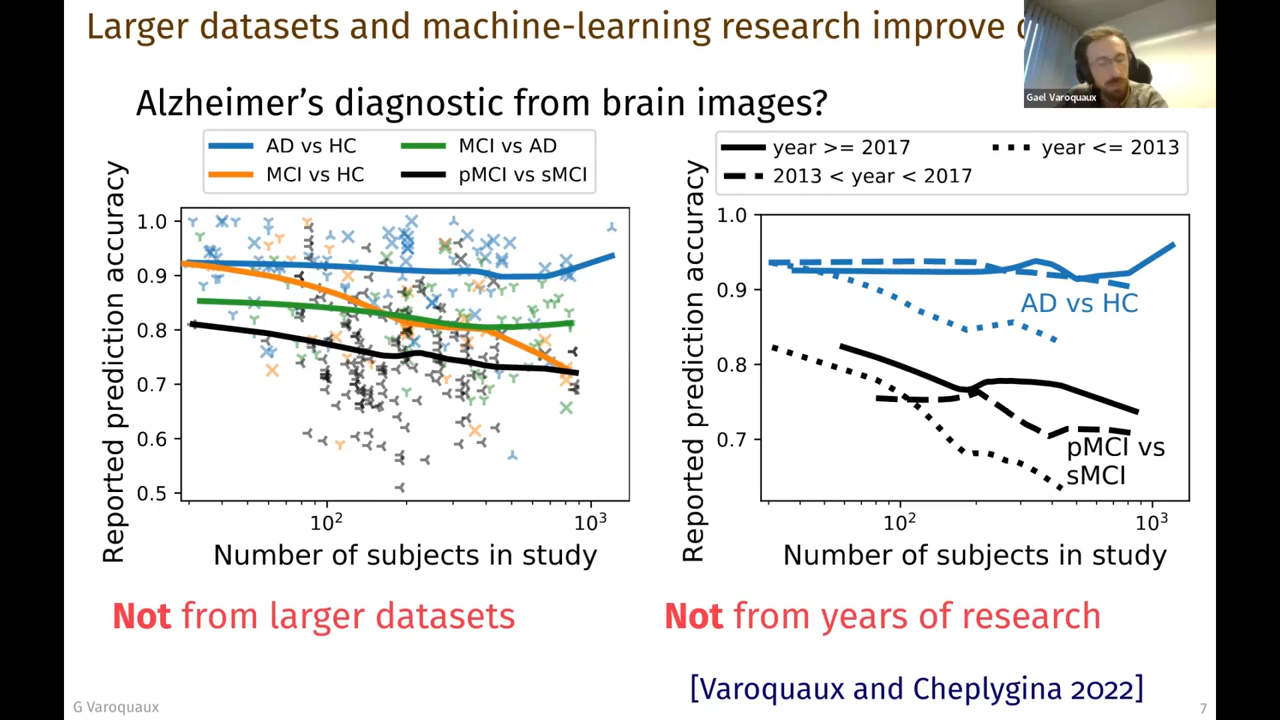 Larger datasets and machine-learning research improve
Gael Varoquaux
Alzheimer's diagnostic from brain images?
AD vs HC
MCI vs AD
MCI vs HC
pMCI vs sMCI
Reported prediction accuracy
1.0
0.9
0.8
0.7
0.6
0.5
10²
10³
Number of subjects in study
year >= 2017
year <= 2013
2013 < year < 2017
Reported prediction accuracy
1.0
0.9
0.8
0.7
AD vs HC
pMCI vs
sMCI
10²
10³
Number of subjects in study
Not from larger datasets
Not from years of research
[Varoquaux and Cheplygina 2022]
G Varoquaux
7